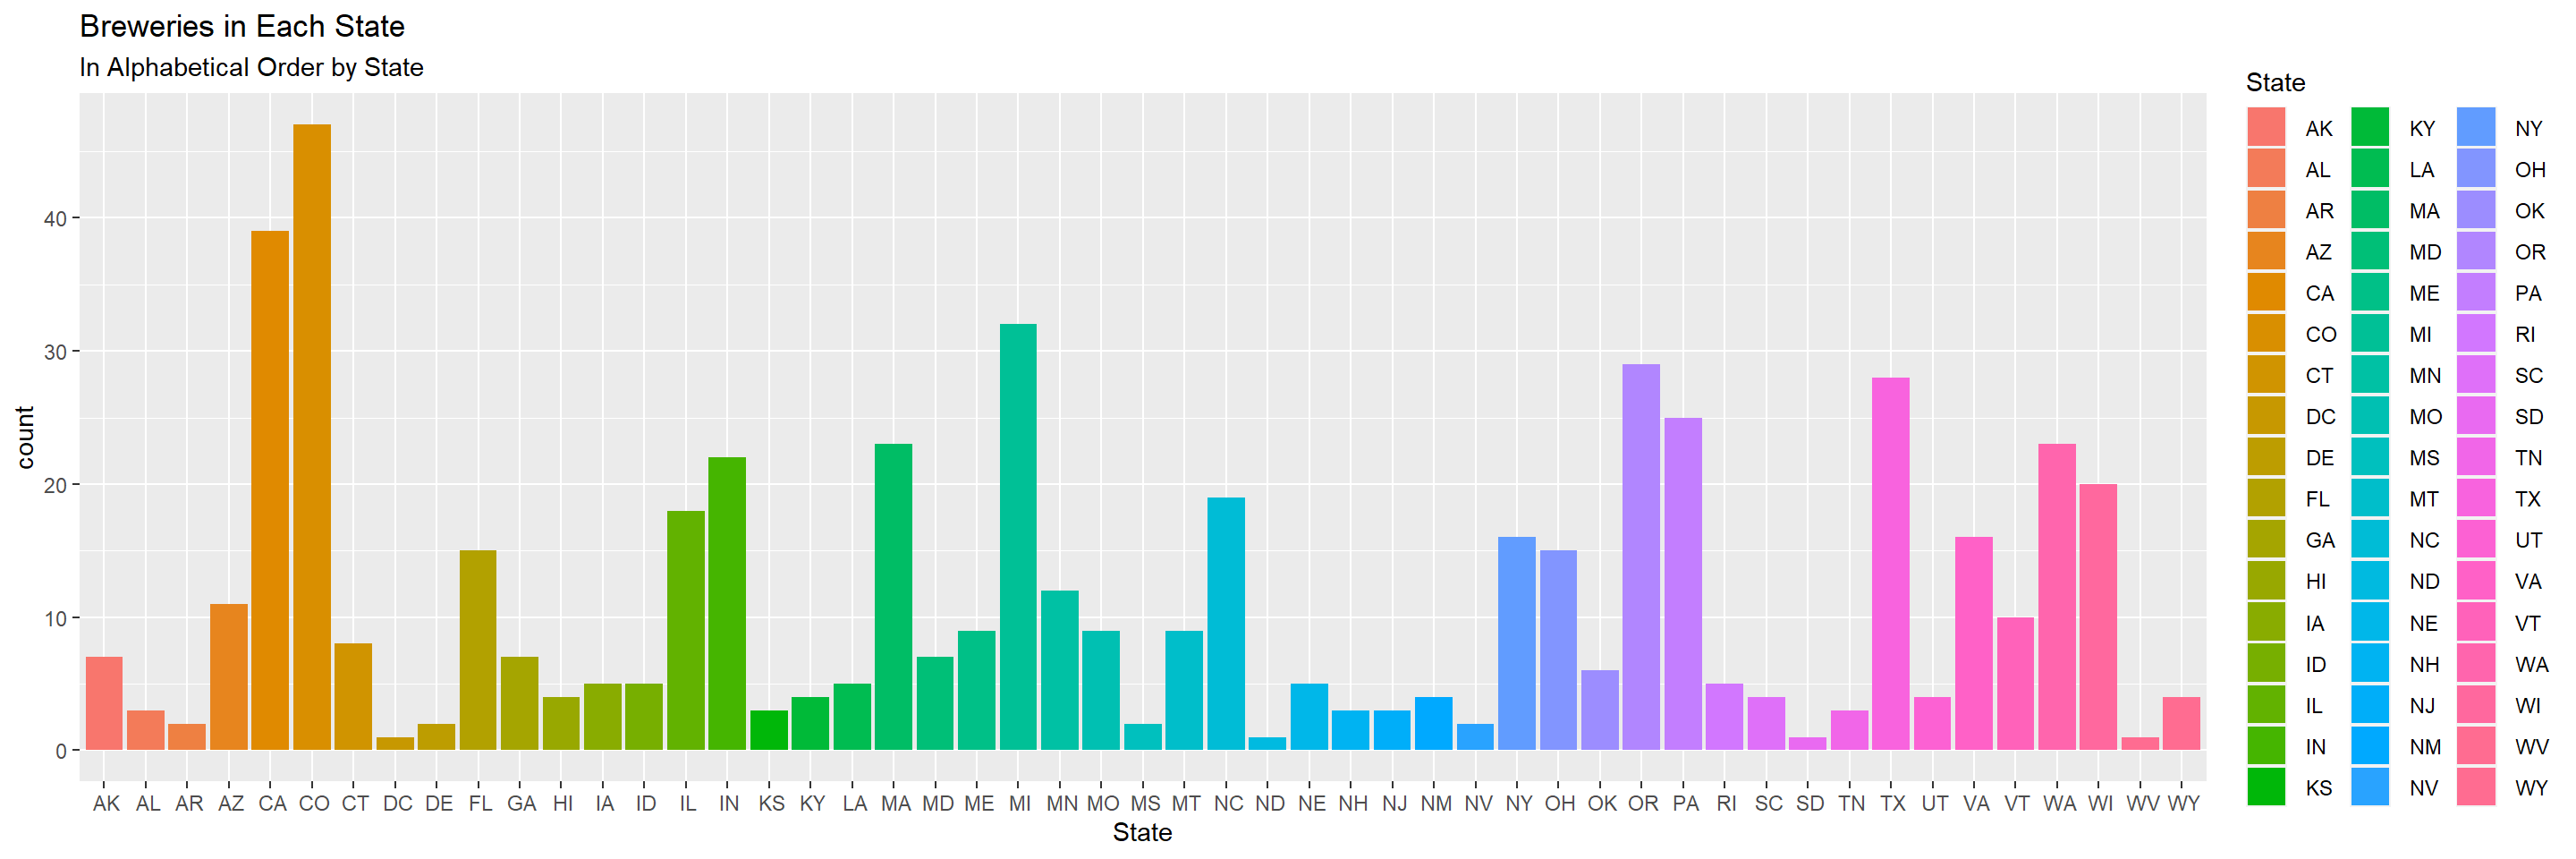 Breweries in Each State
In Alphabetical Order by State
State
AK KY NY
AL LA OH
AR MA OK
AZ MD OR
CA ME PA
CO MI RI
CT MN SC
DC MO SD
DE MS TN
FL MT TX
GA NC UT
HI ND VA
IA NE VT
ID NH WA
IL NJ WI
IN NM WV
KS NV WY
count
40
30
20
10
0
AK AL AR AZ CA CO CT DC DE FL GA HI IA ID IL IN KS KY LA MA MD ME MI MN MO MS MT NC ND NE NH NJ NM NV NY OH OK OR PA RI SC SD TN TX UT VA VT WA WI WV WY
State